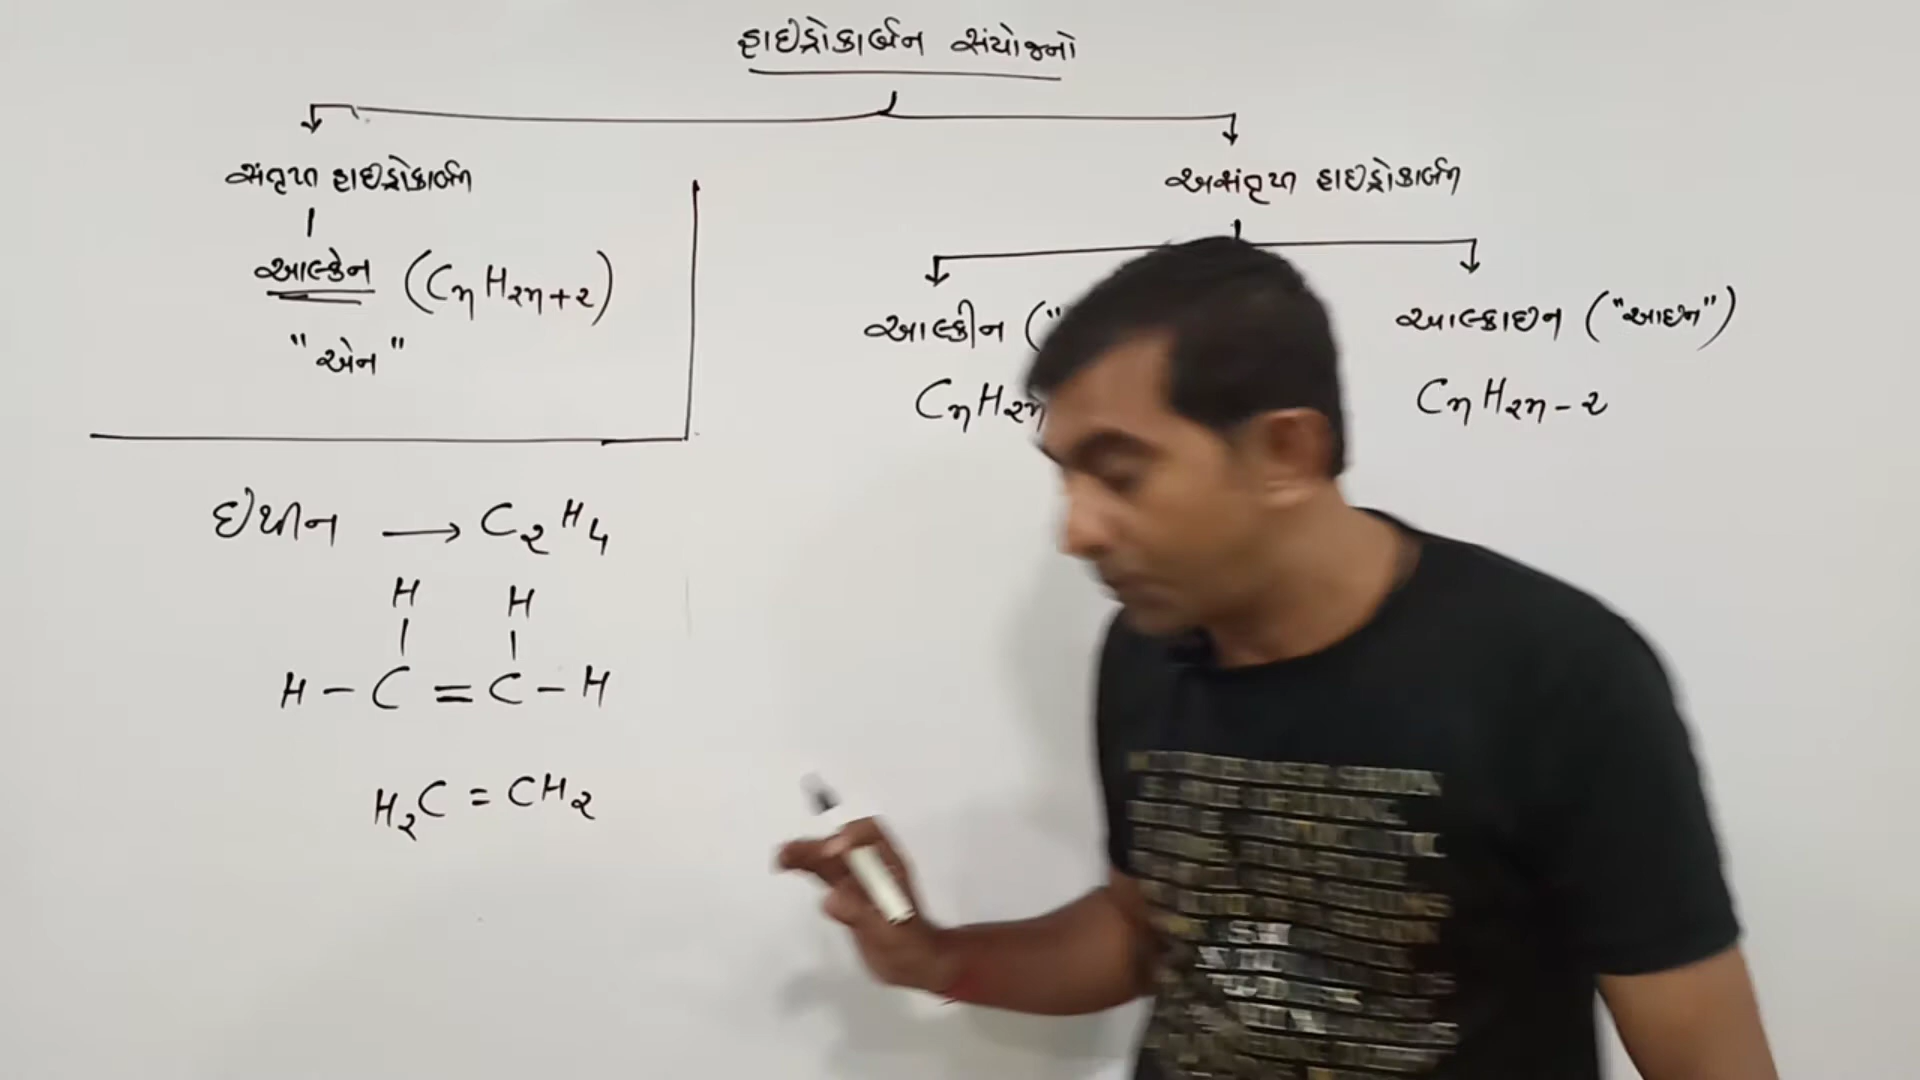 હાઇડ્રોકાર્બન સંયોજનો
સંતૃપ્ત હાઇડ્રોકાર્બન
આલ્કેન (CnH2n+2)
"એન"
અસંતૃપ્ત હાઇડ્રોકાર્બન
આલ્કીન ("
CnH2n
આલ્કાઇન ("આઇન")
CnH2n-2
ઇથીન → C2H4
H H
H - C = C - H
H2C = CH2